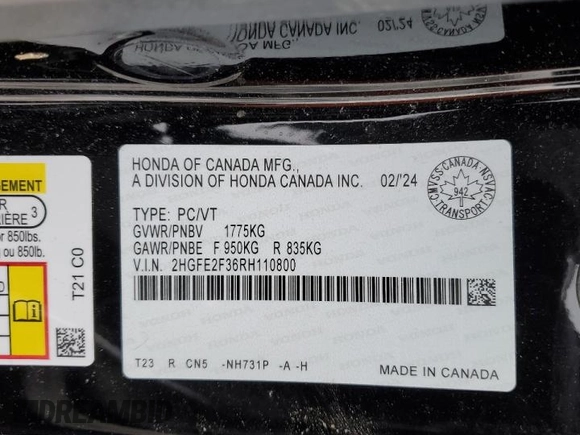 HONDA OF CANADA MFG.,
A DIVISION OF HONDA CANADA INC. 02/'24
CMVSS·CANADA·NSVAC
942
TRANSPORT
TYPE: PC/VT
GVWR/PNBV 1775KG
GAWR/PNBE F 950KG R 835KG
V.I.N. 2HGFE2F36RH110800
T23 R CN5 -NH731P -A -H
MADE IN CANADA
GEMENT
R
IÈRE 3
r 850lbs.
ou 850lb.
T21 C0